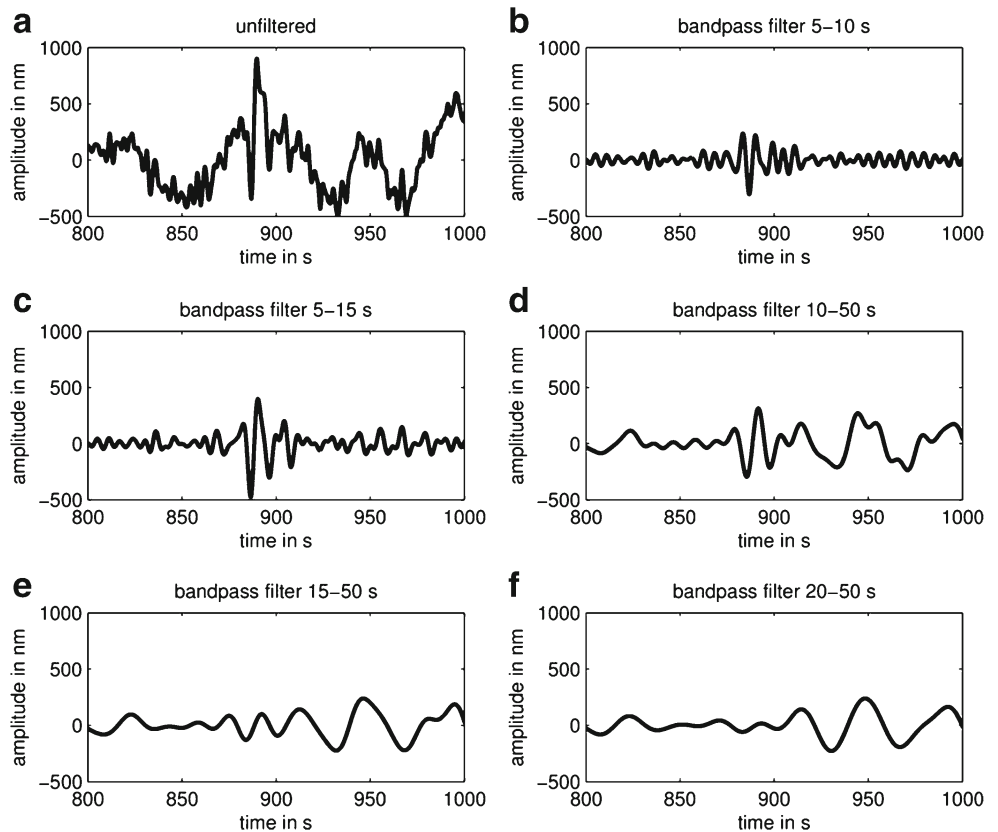 a
unfiltered
1000
500
0
−500
800 850 900 950 1000
amplitude in nm
time in s
b
bandpass filter 5−10 s
1000
500
0
−500
800 850 900 950 1000
amplitude in nm
time in s
c
bandpass filter 5−15 s
1000
500
0
−500
800 850 900 950 1000
amplitude in nm
time in s
d
bandpass filter 10−50 s
1000
500
0
−500
800 850 900 950 1000
amplitude in nm
time in s
e
bandpass filter 15−50 s
1000
500
0
−500
800 850 900 950 1000
amplitude in nm
time in s
f
bandpass filter 20−50 s
1000
500
0
−500
800 850 900 950 1000
amplitude in nm
time in s